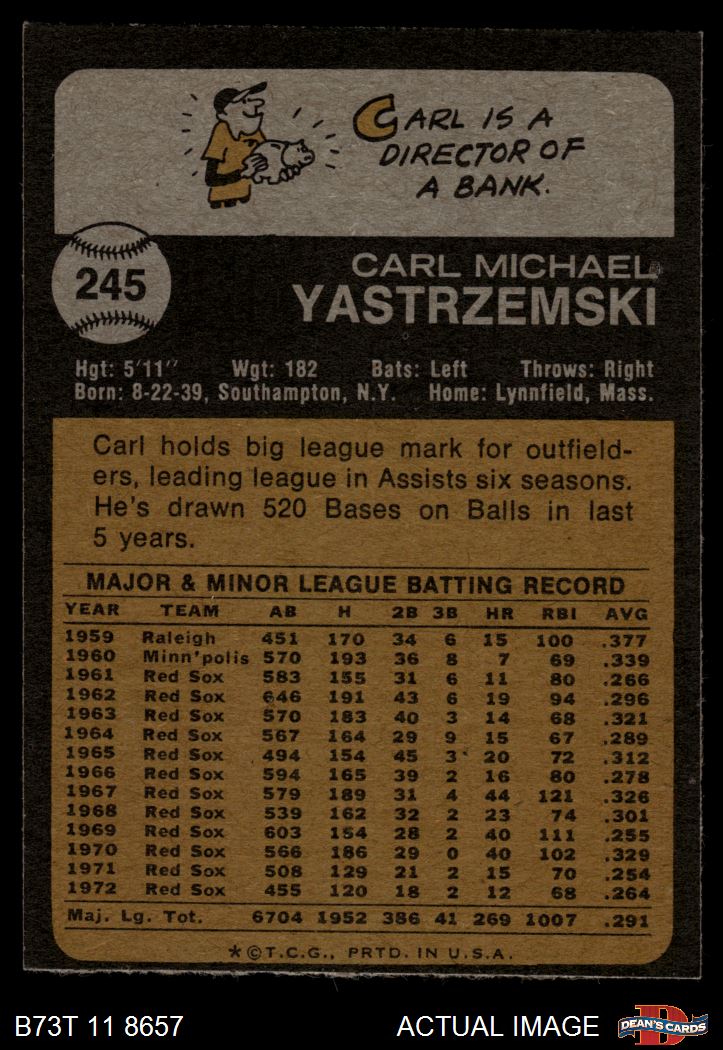 CARL IS A
DIRECTOR OF
A BANK.
245
CARL MICHAEL
YASTRZEMSKI
Hgt: 5'11" Wgt: 182 Bats: Left Throws: Right
Born: 8-22-39, Southampton, N.Y. Home: Lynnfield, Mass.
Carl holds big league mark for outfield-
ers, leading league in Assists six seasons.
He's drawn 520 Bases on Balls in last
5 years.
MAJOR & MINOR LEAGUE BATTING RECORD
YEAR TEAM AB H 2B 3B HR RBI AVG
1959 Raleigh 451 170 34 6 15 100 .377
1960 Minn'polis 570 193 36 8 7 69 .339
1961 Red Sox 583 155 31 6 11 80 .266
1962 Red Sox 646 191 43 6 19 94 .296
1963 Red Sox 570 183 40 3 14 68 .321
1964 Red Sox 567 164 29 9 15 67 .289
1965 Red Sox 494 154 45 3 20 72 .312
1966 Red Sox 594 165 39 2 16 80 .278
1967 Red Sox 579 189 31 4 44 121 .326
1968 Red Sox 539 162 32 2 23 74 .301
1969 Red Sox 603 154 28 2 40 111 .255
1970 Red Sox 566 186 29 0 40 102 .329
1971 Red Sox 508 129 21 2 15 70 .254
1972 Red Sox 455 120 18 2 12 68 .264
Maj. Lg. Tot. 6704 1952 386 41 269 1007 .291
*©T.C.G., PRTD. IN U.S.A.
B73T 11 8657 ACTUAL IMAGE
D
DEAN'S CARDS